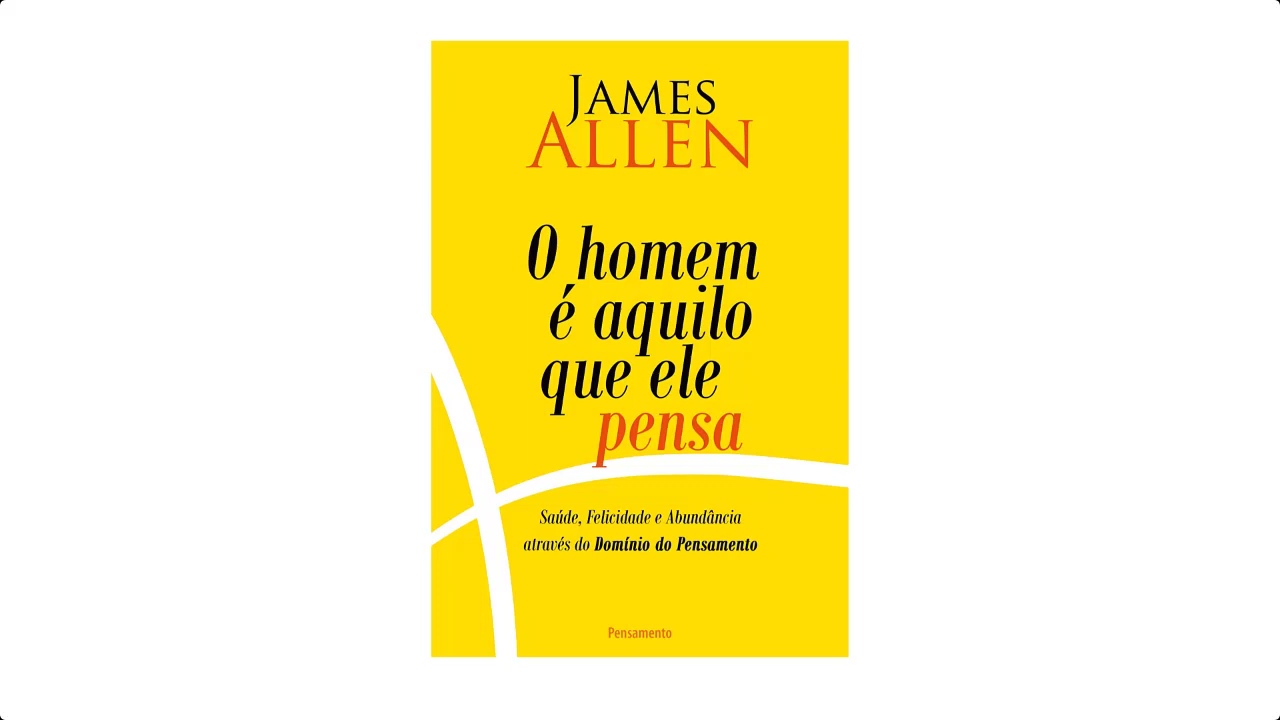 JAMES
ALLEN
O homem
é aquilo
que ele
pensa
Saúde, Felicidade e Abundância
através do Domínio do Pensamento
Pensamento